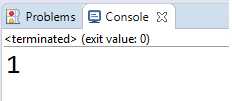 Problems Console
<terminated> (exit value: 0)
1